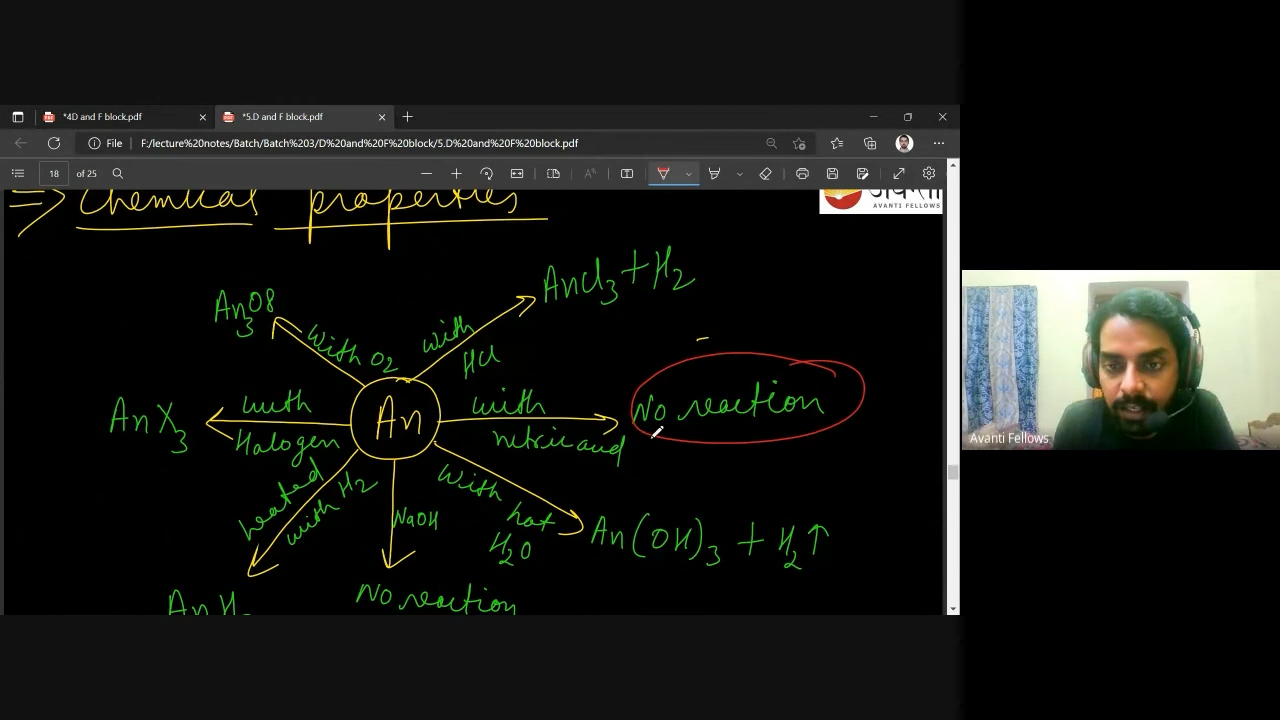 *4D and F block.pdf
*5.D and F block.pdf
File
F:/lecture%20notes/Batch/Batch%203/D%20and%20F%20block/5.D%20and%20F%20block.pdf
18 of 25
⇒ Chemical properties
अवन्ती
AVANTI FELLOWS
An3O8
With O2
with HCl
AnCl3 + H2
An
with Halogen
AnX3
with nitric acid
No reaction
heated with H2
NaOH
With hot H2O
An(OH)3 + H2↑
No reaction
Avanti Fellows